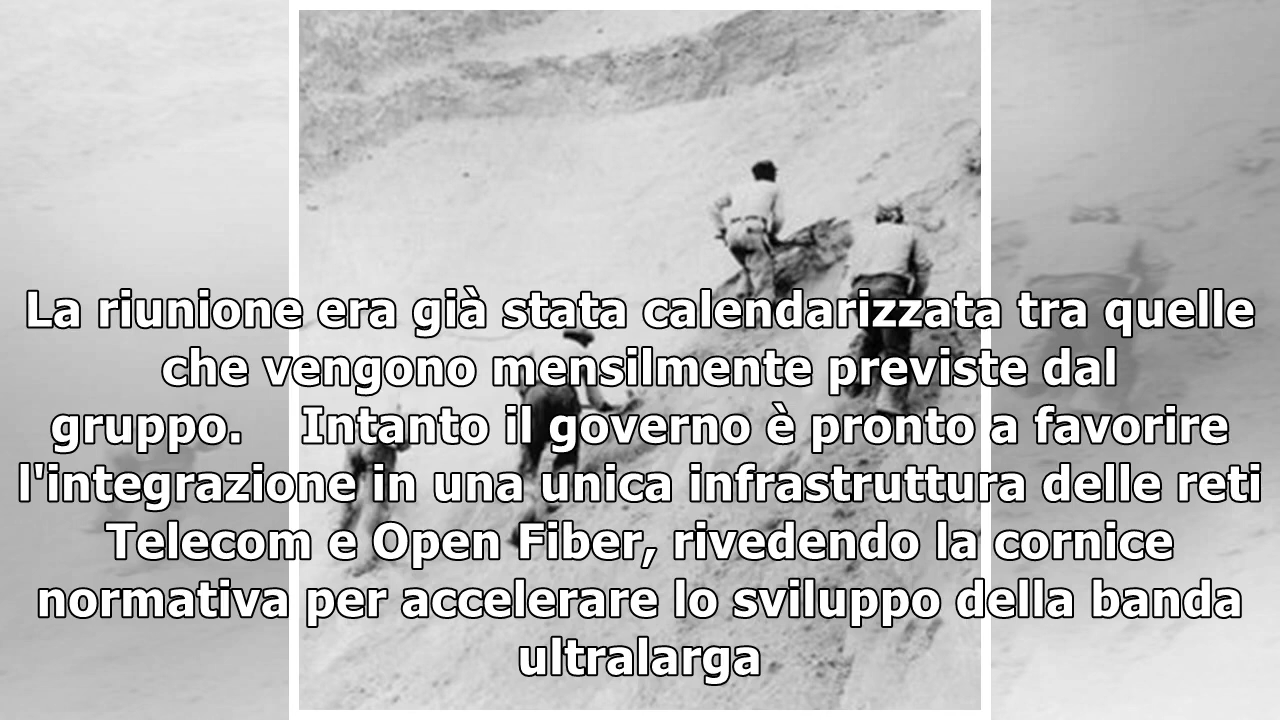 La riunione era già stata calendarizzata tra quelle
che vengono mensilmente previste dal
gruppo.    Intanto il governo è pronto a favorire
l'integrazione in una unica infrastruttura delle reti
Telecom e Open Fiber, rivedendo la cornice
normativa per accelerare lo sviluppo della banda
ultralarga